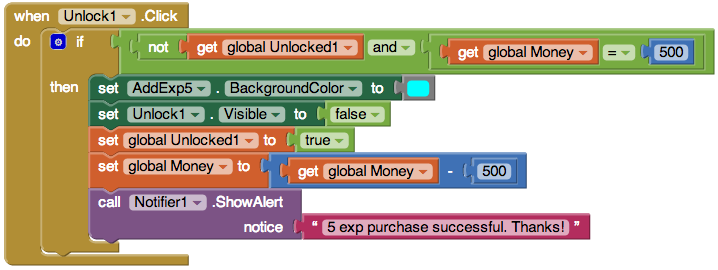 when Unlock1 .Click
do if not get global Unlocked1 and get global Money = 500
then set AddExp5 . BackgroundColor to
set Unlock1 . Visible to false
set global Unlocked1 to true
set global Money to get global Money - 500
call Notifier1 .ShowAlert
notice " 5 exp purchase successful. Thanks! "